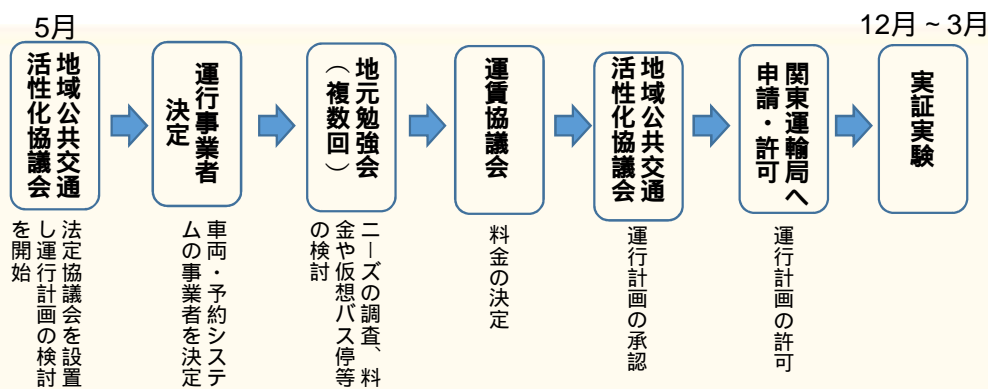 5月
地域公共交通
活性化協議会
法定協議会を設置
し運行計画の検討
を開始
運行事業者
決定
車両・予約システ
ムの事業者を決定
地元勉強会
（複数回）
ニーズの調査、料
金や仮想バス停等
の検討
運賃協議会
料金の決定
地域公共交通
活性化協議会
運行計画の承認
関東運輸局へ
申請・許可
運行計画の許可
12月~3月
実証実験